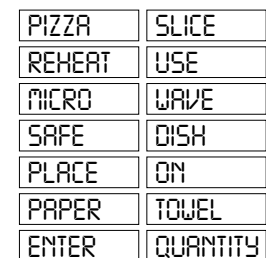 PIZZA SLICE
REHEAT USE
MICRO WAVE
SAFE DISH
PLACE ON
PAPER TOWEL
ENTER QUANTITY